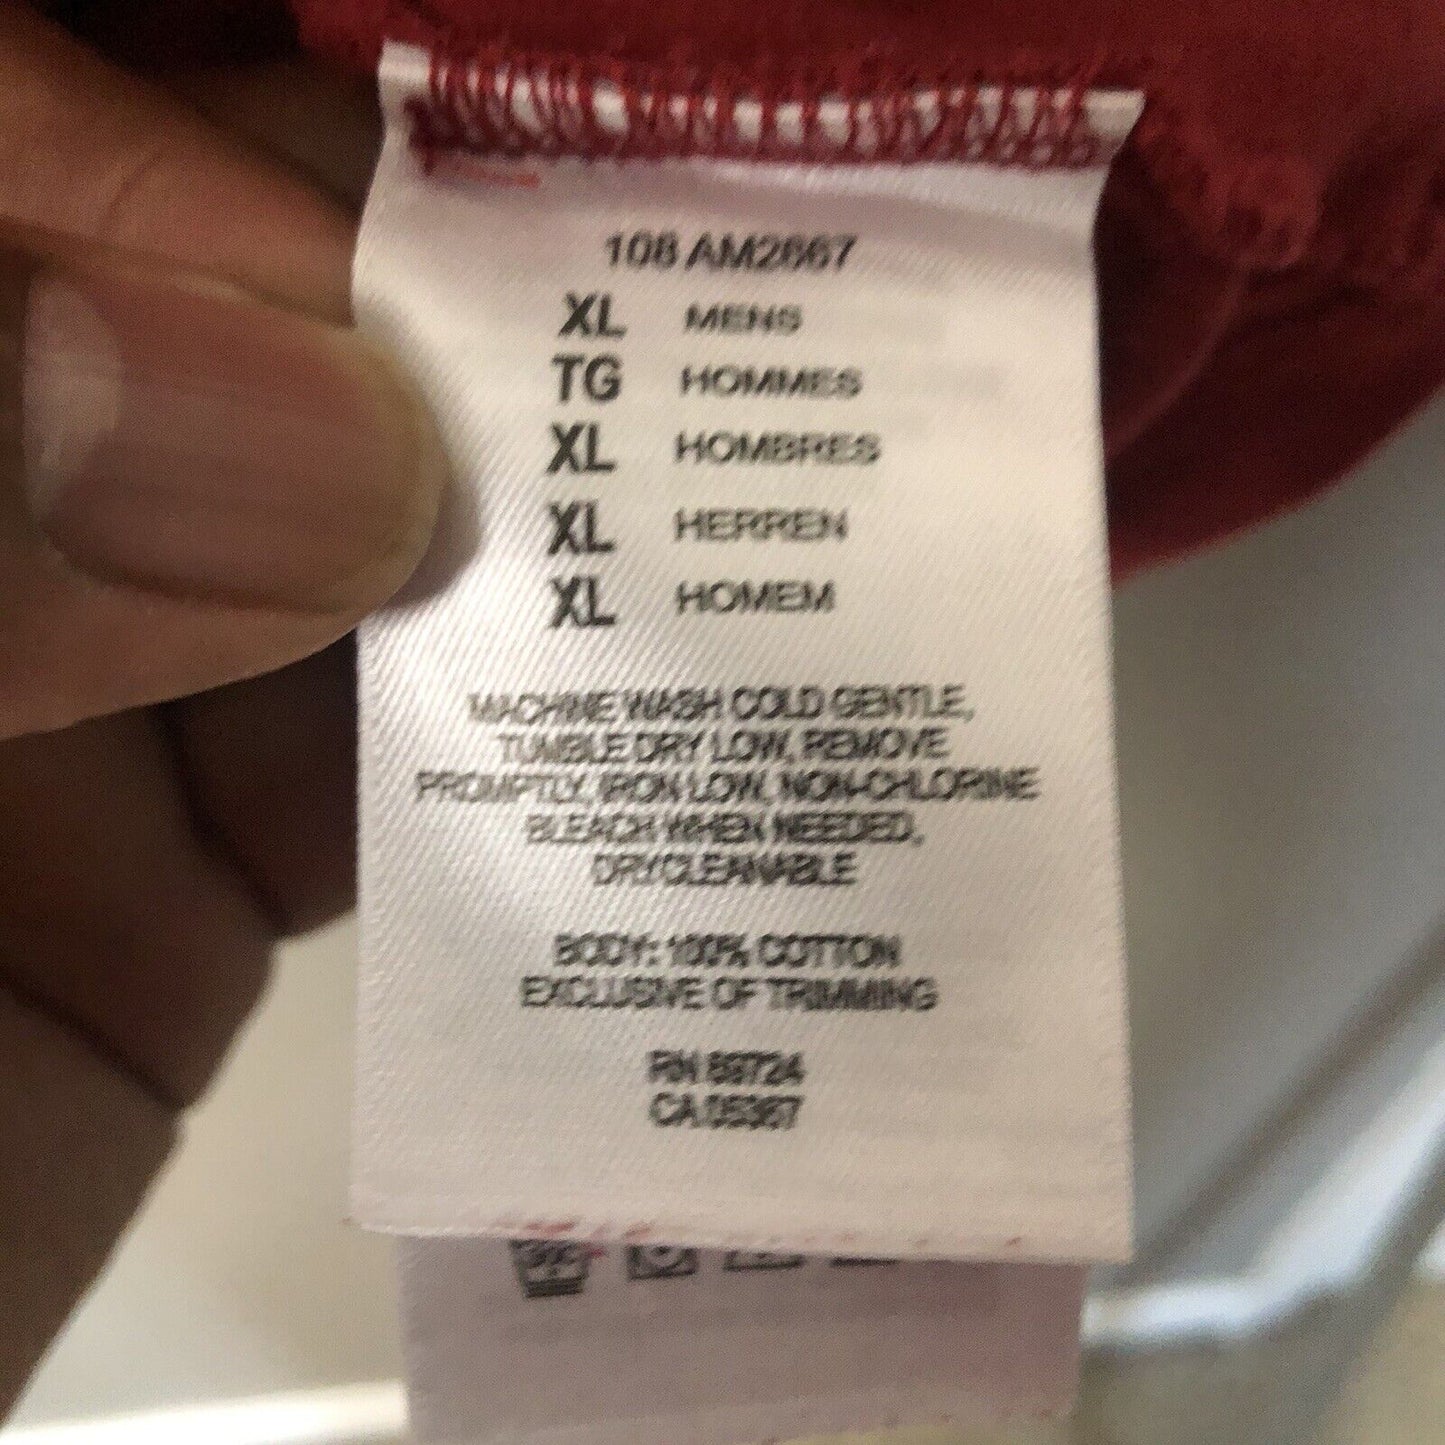 108 AM2667
XL MENS
TG HOMMES
XL HOMBRES
XL HERREN
XL HOMEM
MACHINE WASH COLD GENTLE,
TUMBLE DRY LOW, REMOVE
PROMPTLY, IRON LOW, NON-CHLORINE
BLEACH WHEN NEEDED,
DRYCLEANABLE
BODY: 100% COTTON
EXCLUSIVE OF TRIMMING
RN 69724
CA 05367